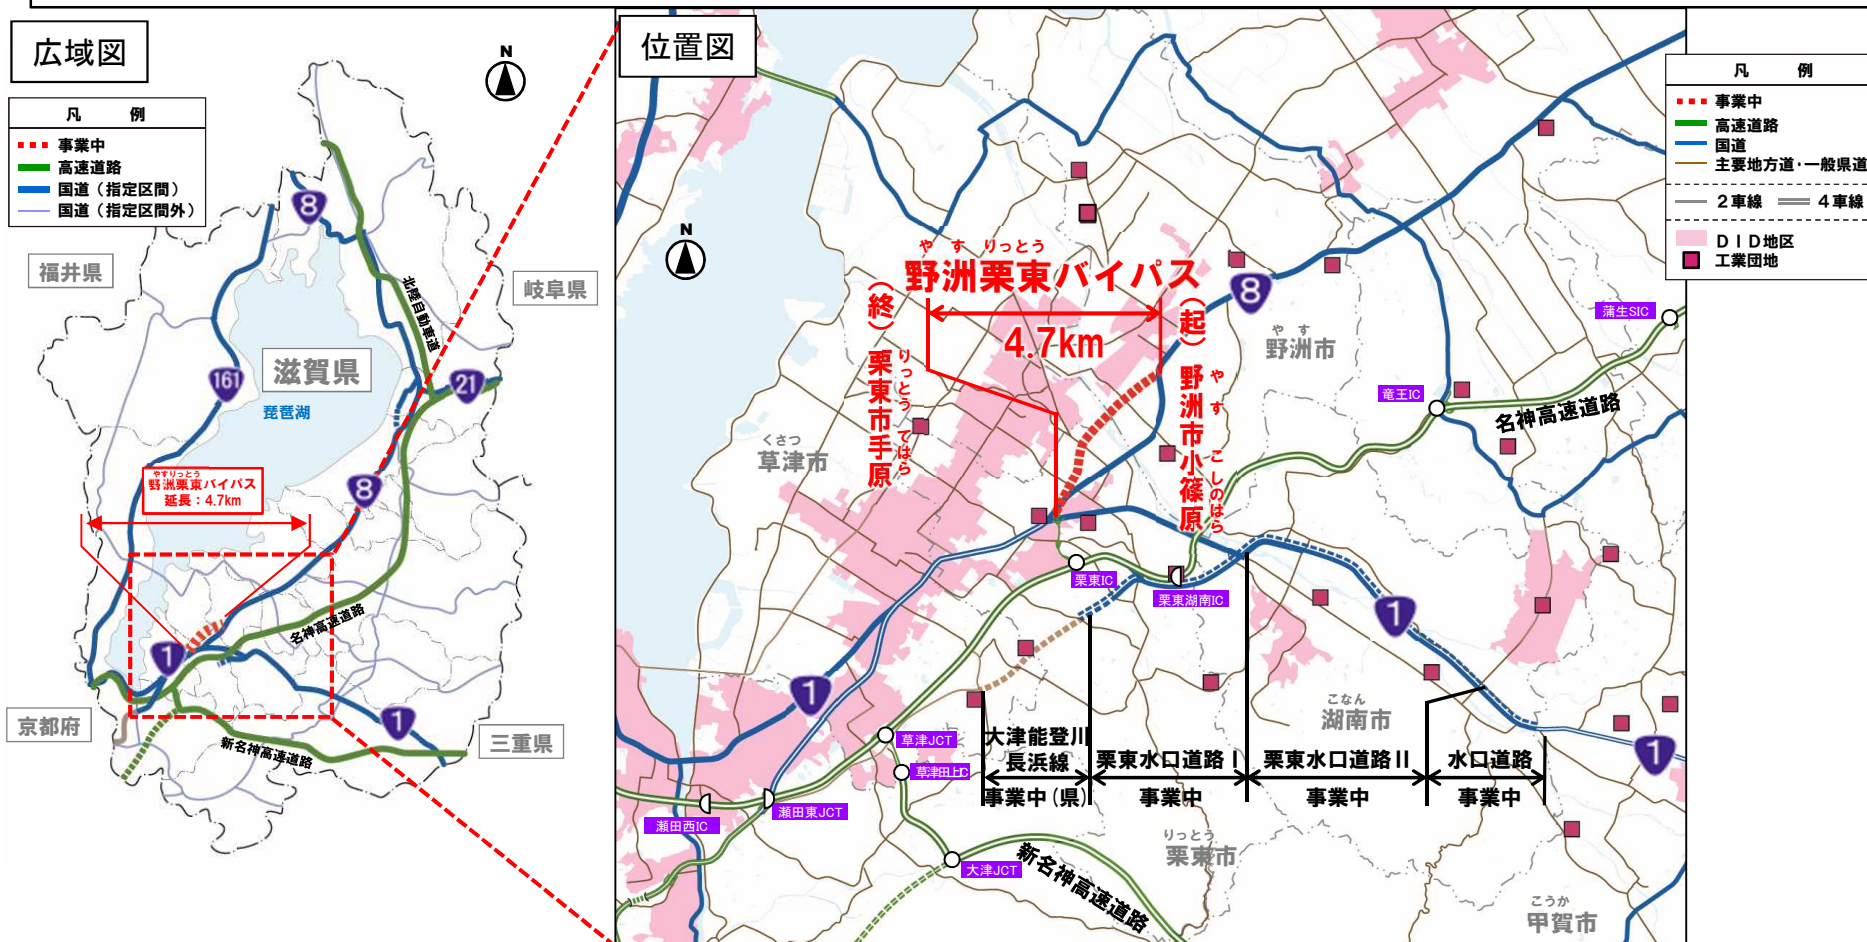 広域図
N
凡 例
事業中
高速道路
国道（指定区間）
国道（指定区間外）
福井県
岐阜県
滋賀県
琵琶湖
京都府
三重県
北陸自動車道
名神高速道路
新名神高速道路
8
161
21
8
1
1
やすりっとう
野洲栗東バイパス
延長：4.7km
位置図
N
凡 例
事業中
高速道路
国道
主要地方道・一般県道
2車線
4車線
DID地区
工業団地
や す りっとう
野洲栗東バイパス
4.7km
（終）栗東市手原
りっとう てはら
（起）野洲市小篠原
や す こしのはら
8
や す
野洲市
くさつ
草津市
蒲生SIC
竜王IC
名神高速道路
栗東IC
栗東湖南IC
1
1
1
こなん
湖南市
草津JCT
草津田上IC
瀬田東JCT
瀬田西IC
大津JCT
新名神高速道路
大津能登川
長浜線
事業中（県）
栗東水口道路Ⅰ
事業中
栗東水口道路Ⅱ
事業中
水口道路
事業中
りっとう
栗東市
こうか
甲賀市